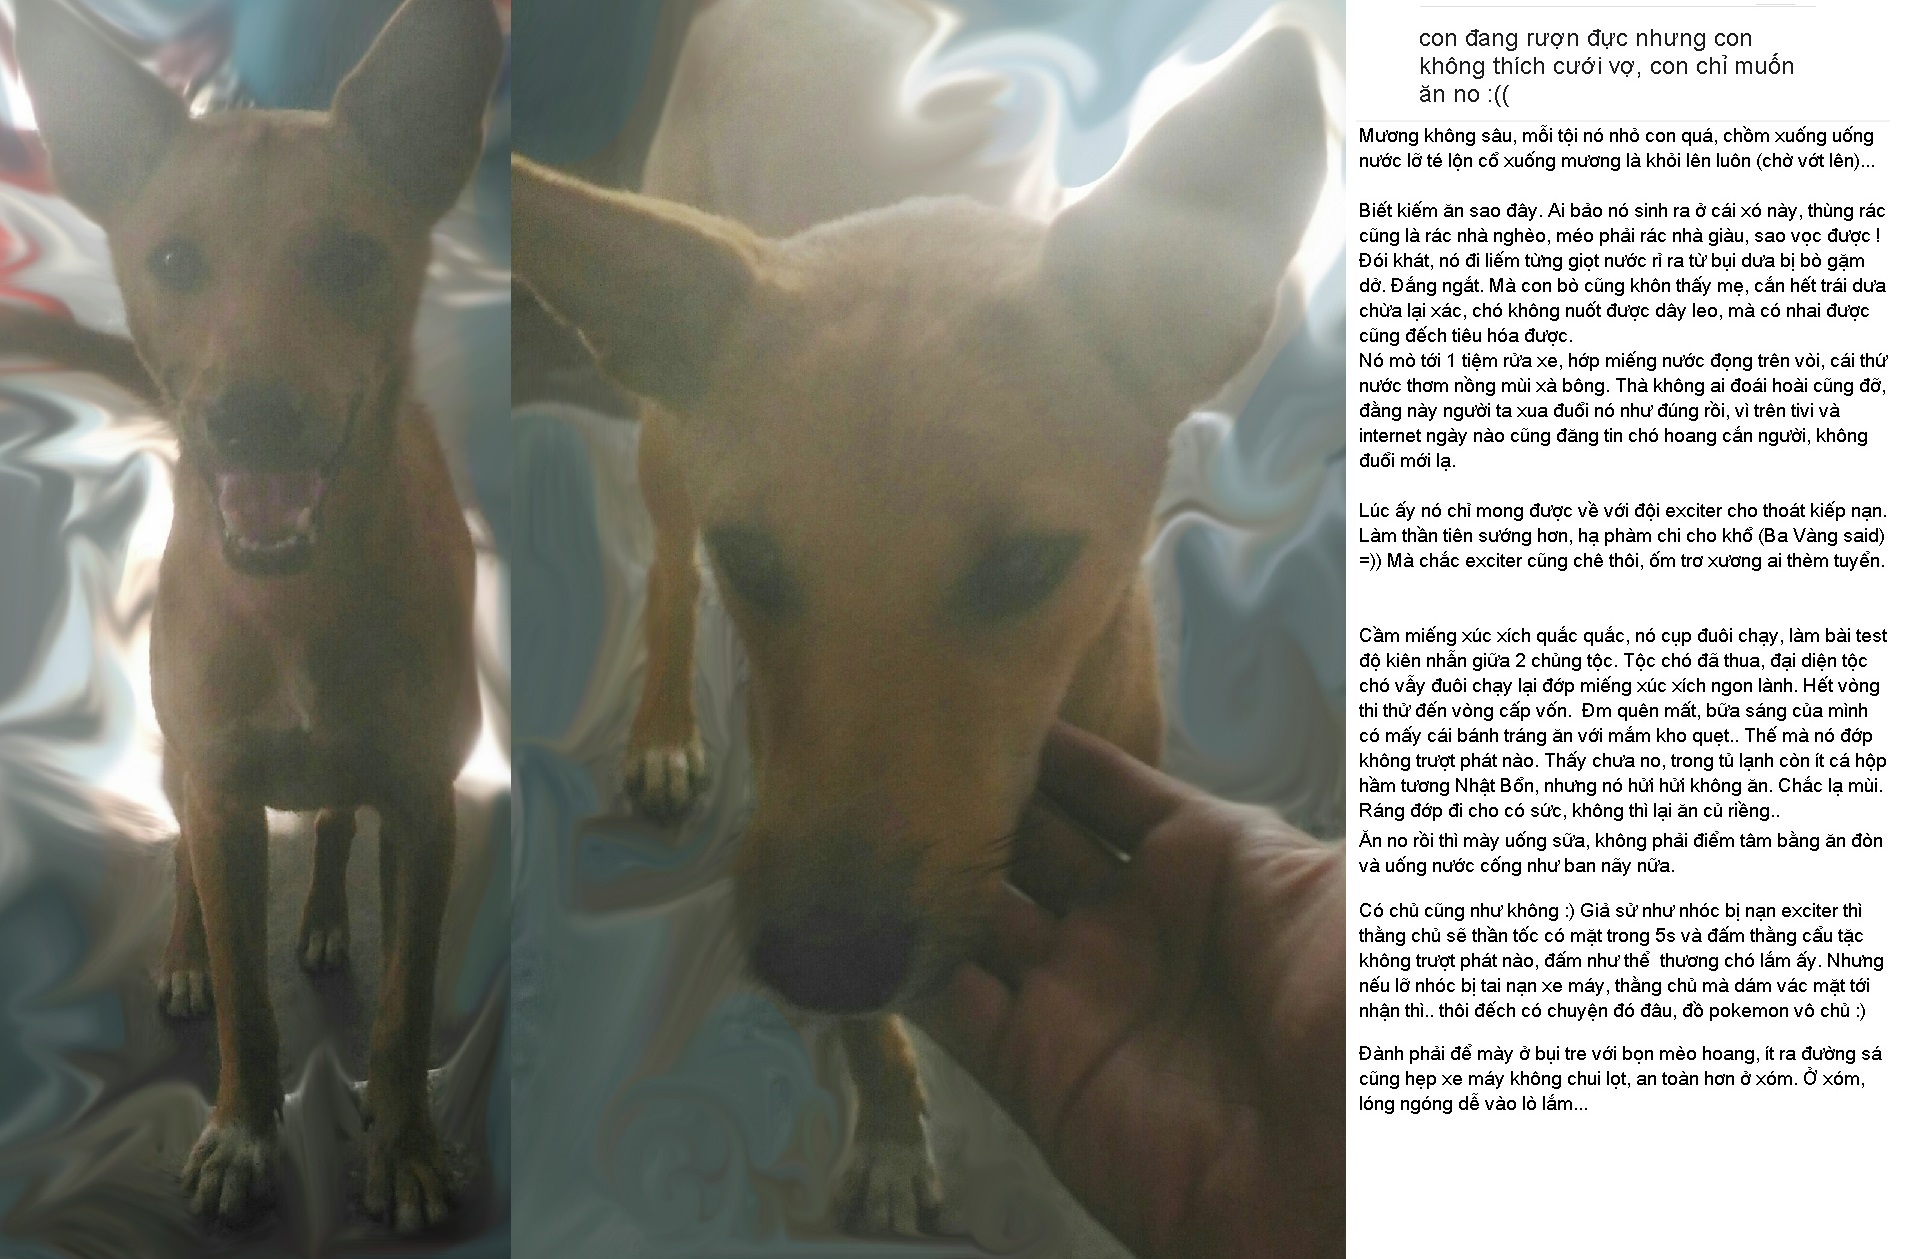 con đang rượn đực nhưng con
không thích cưới vợ, con chỉ muốn
ăn no :((
Mương không sâu, mỗi tội nó nhỏ con quá, chồm xuống uống
nước lỡ té lộn cổ xuống mương là khỏi lên luôn (chờ vớt lên)...
Biết kiếm ăn sao đây. Ai bảo nó sinh ra ở cái xó này, thùng rác
cũng là rác nhà nghèo, méo phải rác nhà giàu, sao vọc được !
Đói khát, nó đi liếm từng giọt nước rỉ ra từ bụi dưa bị bò gặm
dở. Đắng ngắt. Mà con bò cũng khôn thấy mẹ, cắn hết trái dưa
chừa lại xác, chó không nuốt được dây leo, mà có nhai được
cũng đếch tiêu hóa được.
Nó mò tới 1 tiệm rửa xe, hớp miếng nước đọng trên vòi, cái thứ
nước thơm nồng mùi xà bông. Thà không ai đoái hoài cũng đỡ,
đằng này người ta xua đuổi nó như đúng rồi, vì trên tivi và
internet ngày nào cũng đăng tin chó hoang cắn người, không
đuổi mới lạ.
Lúc ấy nó chỉ mong được về với đội exciter cho thoát kiếp nạn.
Làm thần tiên sướng hơn, hạ phàm chi cho khổ (Ba Vàng said)
=)) Mà chắc exciter cũng chê thôi, ốm trơ xương ai thèm tuyển.
Cầm miếng xúc xích quắc quắc, nó cụp đuôi chạy, làm bài test
độ kiên nhẫn giữa 2 chủng tộc. Tộc chó đã thua, đại diện tộc
chó vẫy đuôi chạy lại đớp miếng xúc xích ngon lành. Hết vòng
thi thử đến vòng cấp vốn.  Đm quên mất, bữa sáng của mình
có mấy cái bánh tráng ăn với mắm kho quẹt.. Thế mà nó đớp
không trượt phát nào. Thấy chưa no, trong tủ lạnh còn ít cá hộp
hầm tương Nhật Bổn, nhưng nó hửi hửi không ăn. Chắc lạ mùi.
Ráng đớp đi cho có sức, không thì lại ăn củ riềng..
Ăn no rồi thì mày uống sữa, không phải điểm tâm bằng ăn đòn
và uống nước cống như ban nãy nữa.
Có chủ cũng như không :) Giả sử như nhóc bị nạn exciter thì
thằng chủ sẽ thần tốc có mặt trong 5s và đấm thằng cẩu tặc
không trượt phát nào, đấm như thể  thương chó lắm ấy. Nhưng
nếu lỡ nhóc bị tai nạn xe máy, thằng chủ mà dám vác mặt tới
nhận thì.. thôi đếch có chuyện đó đâu, đồ pokemon vô chủ :)
Đành phải để mày ở bụi tre với bọn mèo hoang, ít ra đường sá
cũng hẹp xe máy không chui lọt, an toàn hơn ở xóm. Ở xóm,
lóng ngóng dễ vào lò lắm...